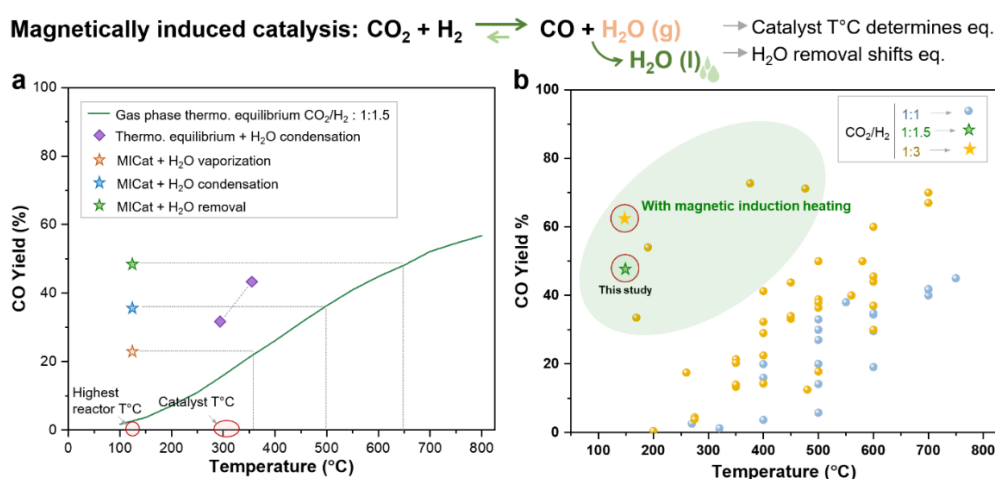 Magnetically induced catalysis: CO₂ + H₂ CO + H₂O (g) Catalyst T°C determines eq.
H₂O (l) H₂O removal shifts eq.
a
Gas phase thermo. equilibrium CO₂/H₂ : 1:1.5
Thermo. equilibrium + H₂O condensation
MICat + H₂O vaporization
MICat + H₂O condensation
MICat + H₂O removal
Highest
reactor T°C
Catalyst T°C
CO Yield (%)
100
80
60
40
20
0
0 100 200 300 400 500 600 700 800
Temperature (°C)
b
CO₂/H₂
1:1
1:1.5
1:3
With magnetic induction heating
This study
CO Yield %
100
80
60
40
20
0
100 200 300 400 500 600 700 800
Temperature (°C)